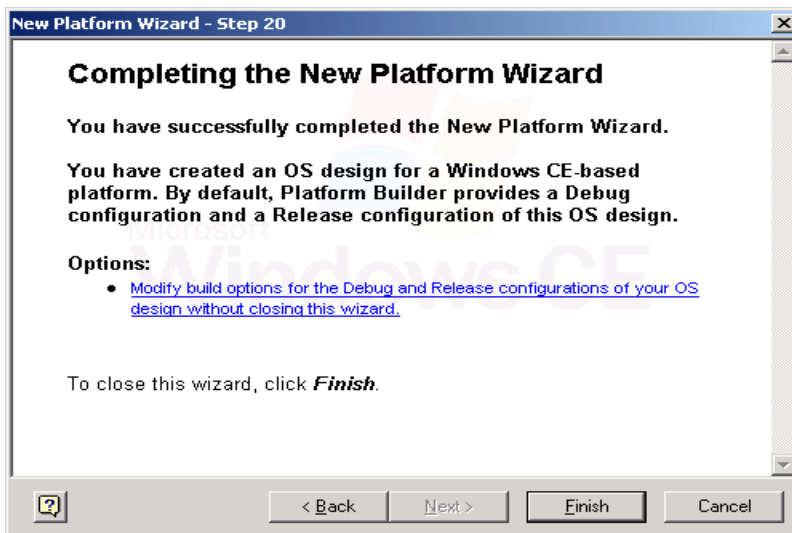 New Platform Wizard - Step 20
Completing the New Platform Wizard
You have successfully completed the New Platform Wizard.
You have created an OS design for a Windows CE-based
platform. By default, Platform Builder provides a Debug
configuration and a Release configuration of this OS design.
Microsoft
Windows CE
Options:
Modify build options for the Debug and Release configurations of your OS
design without closing this wizard.
To close this wizard, click Finish.
< Back
Next >
Finish
Cancel